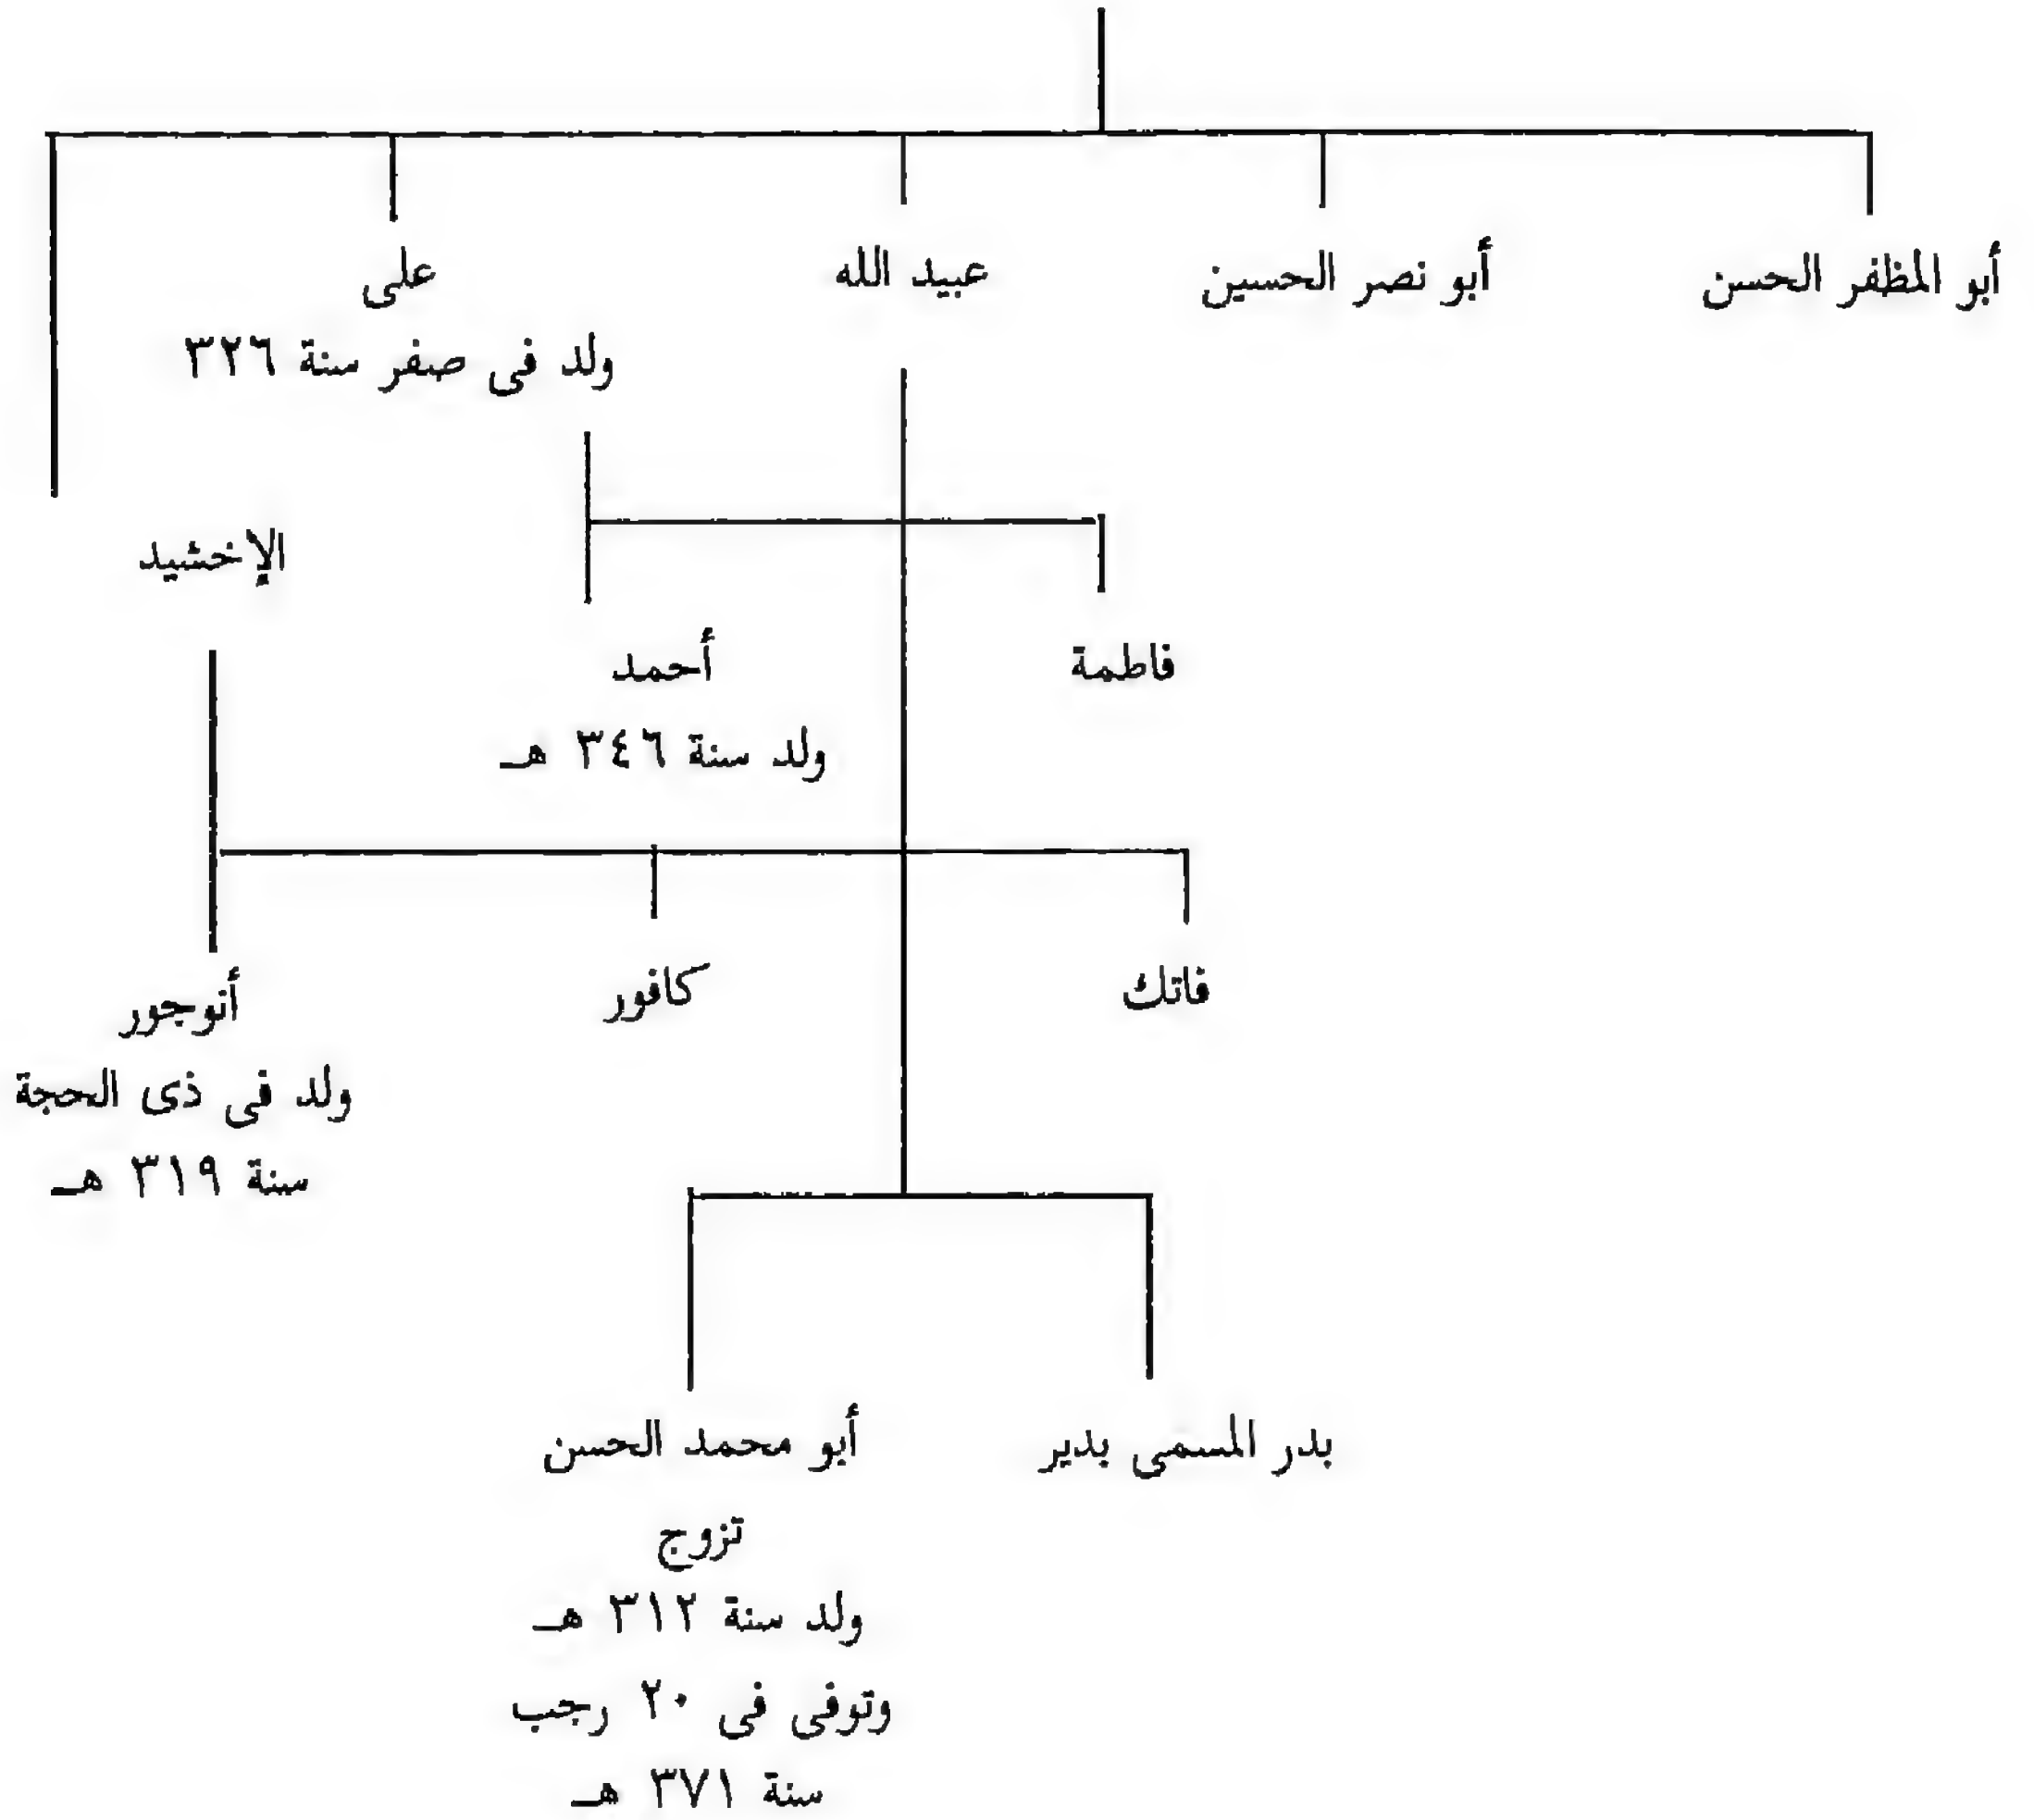 أبو المظفر الحسن
أبو نصر الحسين
عبيد الله
على
ولد فى صفر سنة ٣٢٦
الإخشيد
فاطمة
أحمد
ولد سنة ٣٤٦ هـ
فاتك
كافور
أنوجور
ولد فى ذى الحجة
سنة ٣١٩ هـ
بدر المسمى بدير
أبو محمد الحسن
تزوج
ولد سنة ٣١٢ هـ
وتوفى فى ٢٠ رجب
سنة ٣٧١ هـ